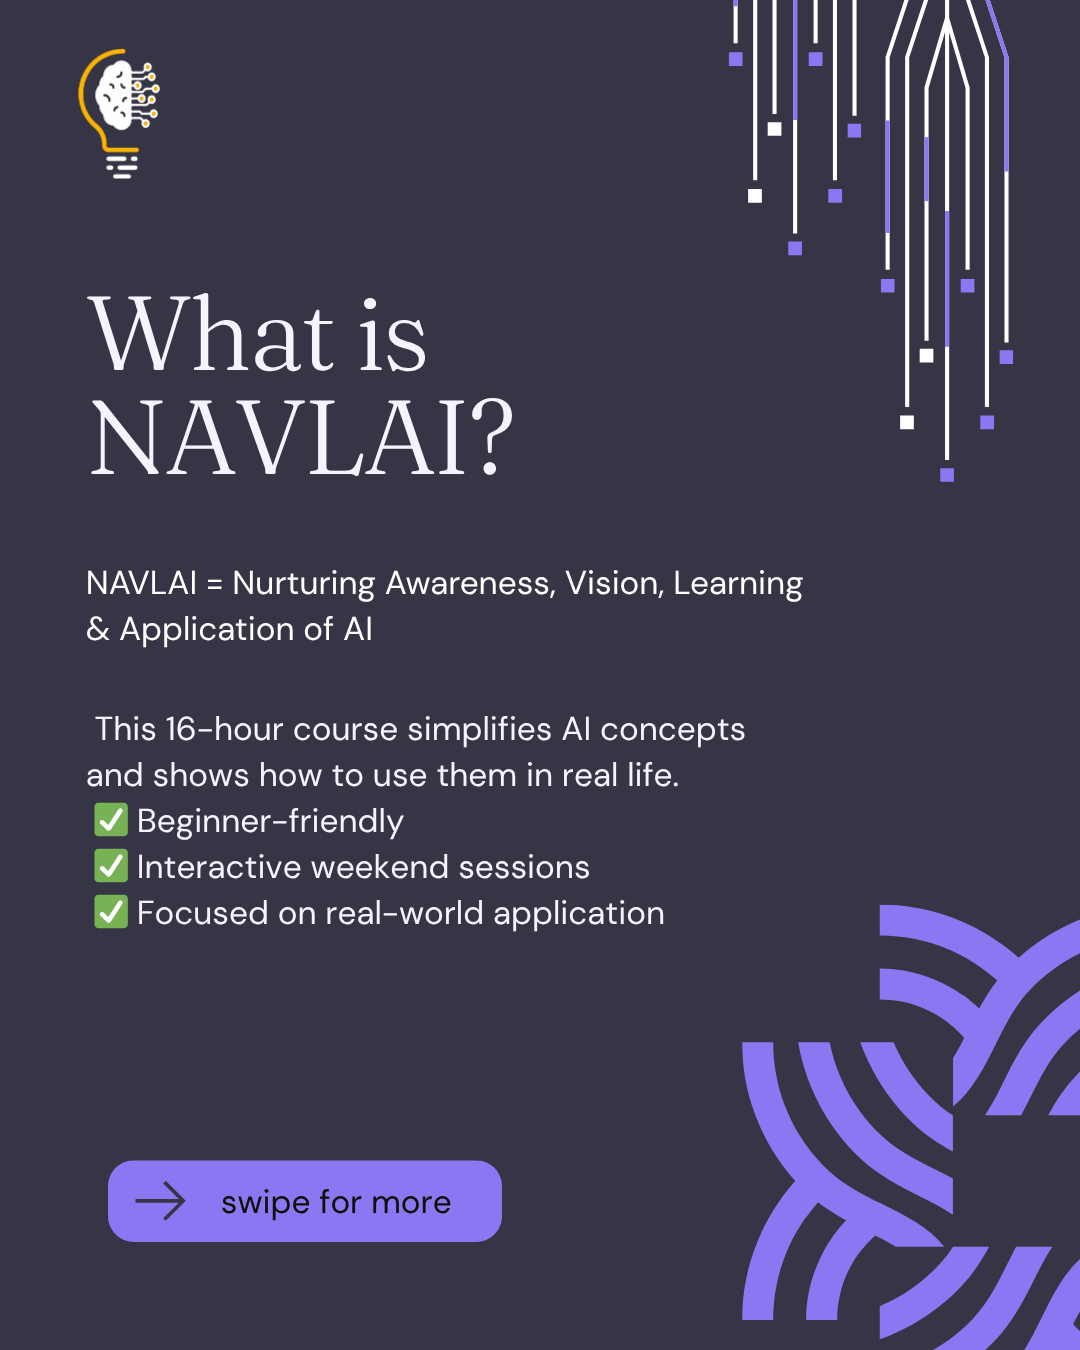 What is
NAVLAI?
NAVLAI = Nurturing Awareness, Vision, Learning
& Application of AI
This 16-hour course simplifies AI concepts
and shows how to use them in real life.
✅ Beginner-friendly
✅ Interactive weekend sessions
✅ Focused on real-world application
swipe for more